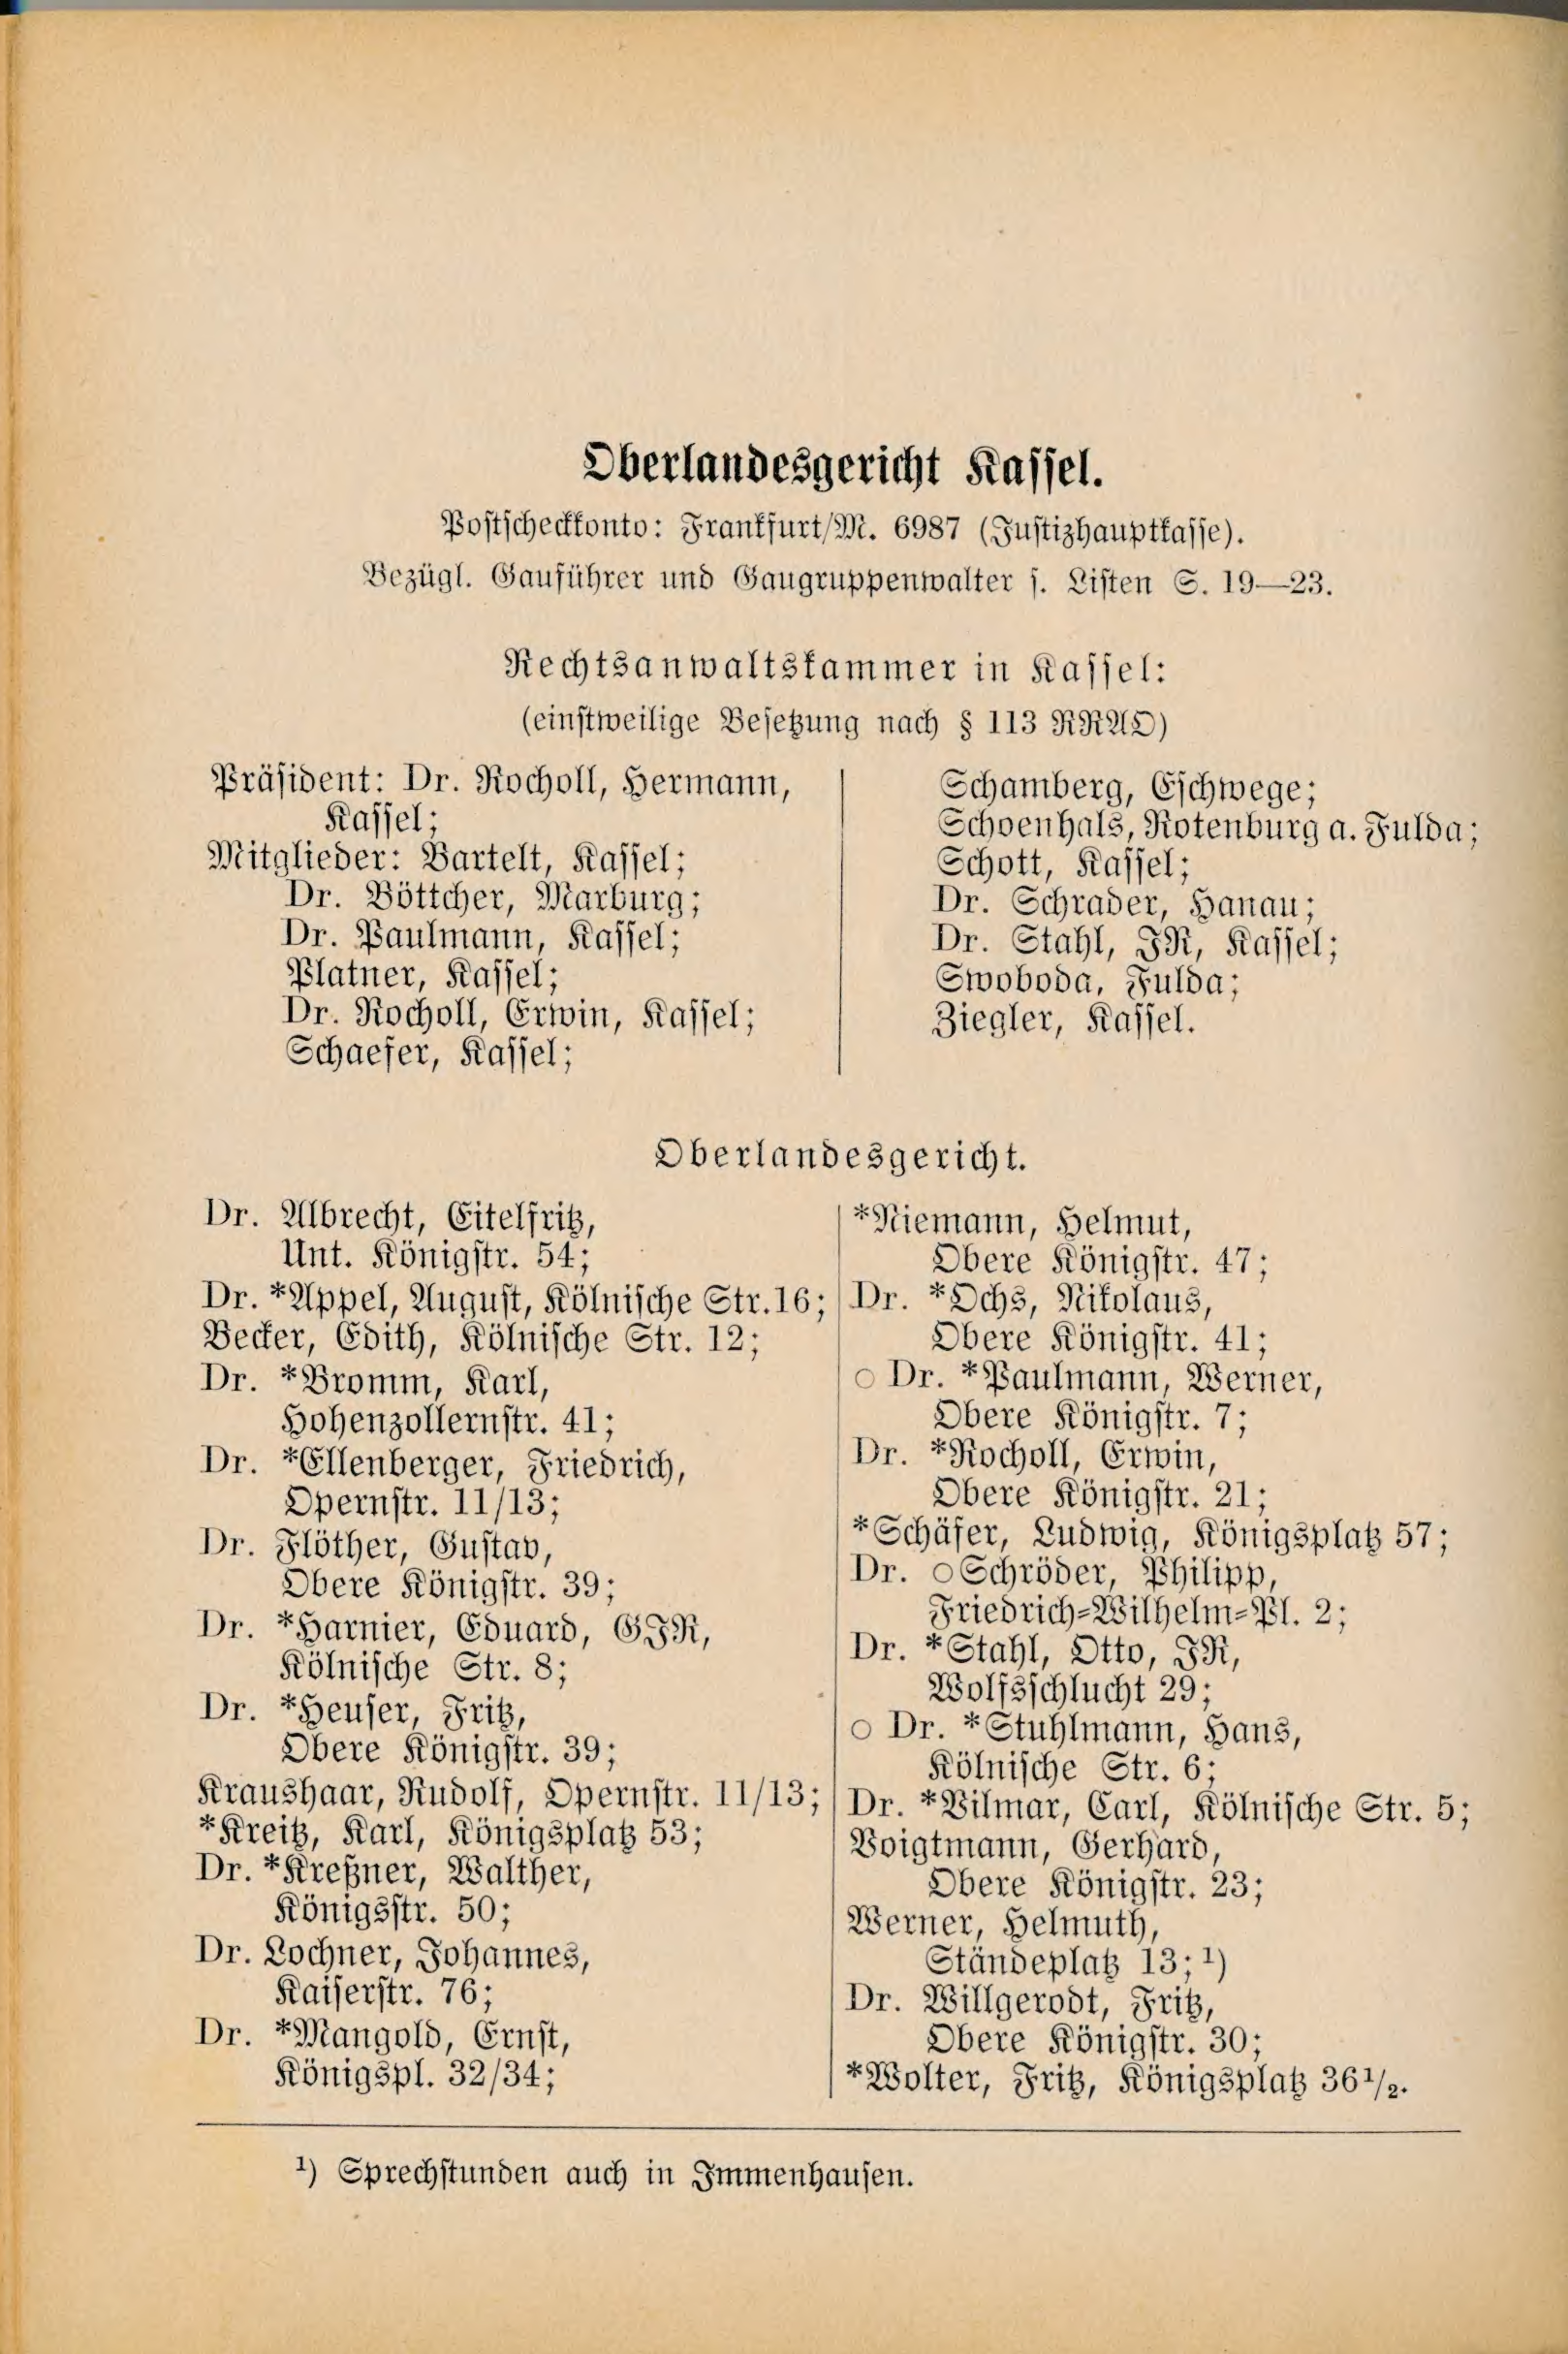 Oberlandesgericht Kassel.
Postscheckkonto: Frankfurt/M. 6987 (Justizhauptkasse).
Bezügl. Gauführer und Gaugruppenwalter s. Listen S. 19—23.
Rechtsanwaltskammer in Kassel:
(einstweilige Besetzung nach § 113 RRAO)
Präsident: Dr. Rocholl, Hermann,
Kassel;
Mitglieder: Bartelt, Kassel;
Dr. Böttcher, Marburg;
Dr. Paulmann, Kassel;
Platner, Kassel;
Dr. Rocholl, Erwin, Kassel;
Schaefer, Kassel;
Schamberg, Eschwege;
Schoenhals, Rotenburg a. Fulda;
Schott, Kassel;
Dr. Schrader, Hanau;
Dr. Stahl, JR, Kassel;
Swoboda, Fulda;
Ziegler, Kassel.
Oberlandesgericht.
Dr. Albrecht, Eitelfritz,
Unt. Königstr. 54;
Dr. *Appel, August, Kölnische Str.16;
Becker, Edith, Kölnische Str. 12;
Dr. *Bromm, Karl,
Hohenzollernstr. 41;
Dr. *Ellenberger, Friedrich,
Opernstr. 11/13;
Dr. Flöther, Gustav,
Obere Königstr. 39;
Dr. *Harnier, Eduard, GJR,
Kölnische Str. 8;
Dr. *Heuser, Fritz,
Obere Königstr. 39;
Kraushaar, Rudolf, Opernstr. 11/13;
*Kreitz, Karl, Königsplatz 53;
Dr. *Kreßner, Walther,
Königsstr. 50;
Dr. Lochner, Johannes,
Kaiserstr. 76;
Dr. *Mangold, Ernst,
Königspl. 32/34;
*Niemann, Helmut,
Obere Königstr. 47;
Dr. *Ochs, Nikolaus,
Obere Königstr. 41;
○ Dr. *Paulmann, Werner,
Obere Königstr. 7;
Dr. *Rocholl, Erwin,
Obere Königstr. 21;
*Schäfer, Ludwig, Königsplatz 57;
Dr. ○Schröder, Philipp,
Friedrich-Wilhelm-Pl. 2;
Dr. *Stahl, Otto, JR,
Wolfsschlucht 29;
○ Dr. *Stuhlmann, Hans,
Kölnische Str. 6;
Dr. *Vilmar, Carl, Kölnische Str. 5;
Voigtmann, Gerhard,
Obere Königstr. 23;
Werner, Helmuth,
Ständeplatz 13; ¹)
Dr. Willgerodt, Fritz,
Obere Königstr. 30;
*Wolter, Fritz, Königsplatz 36¹/₂.
¹) Sprechstunden auch in Immenhausen.